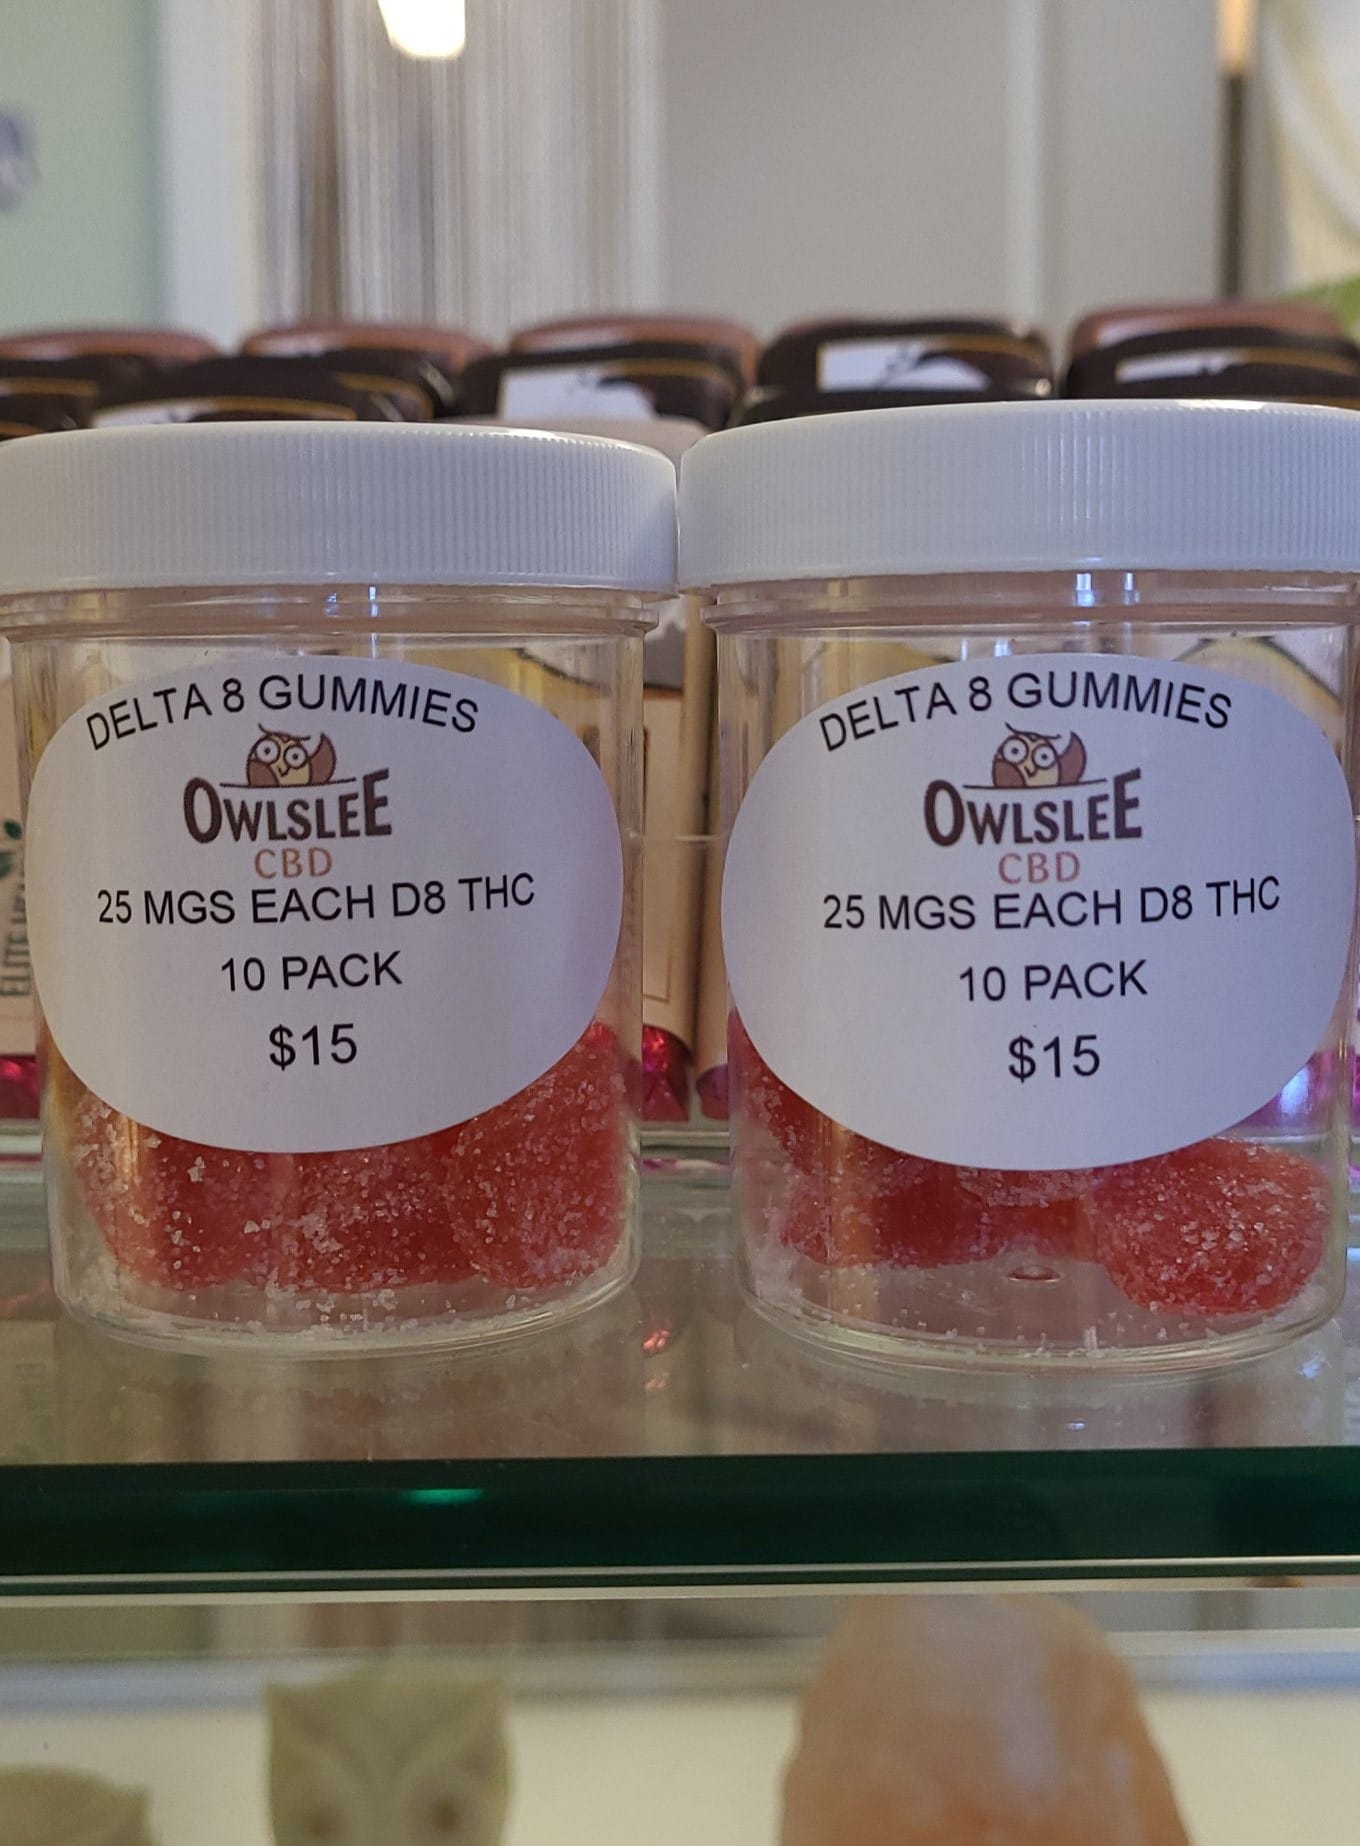 DELTA 8 GUMMIES
OWLSLEE
CBD
25 MGS EACH D8 THC
10 PACK
$15
DELTA 8 GUMMIES
OWLSLEE
CBD
25 MGS EACH D8 THC
10 PACK
$15
ELITE